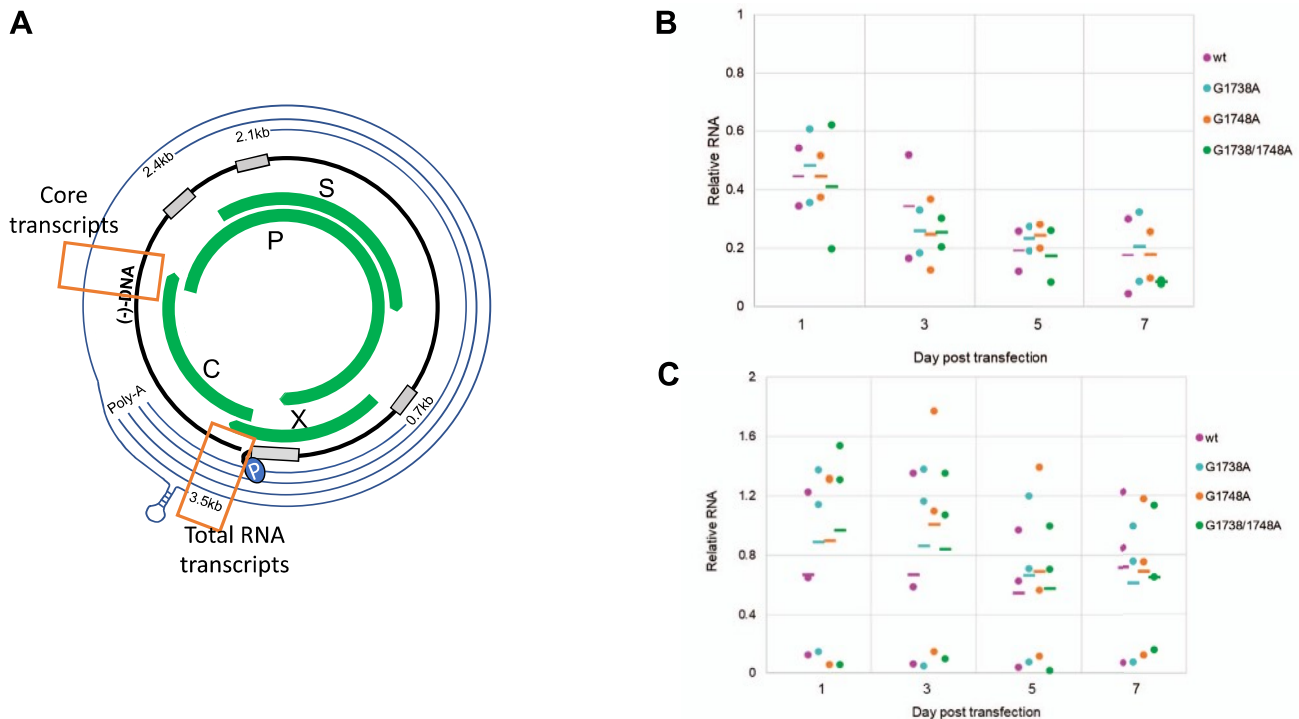 A
Core
transcripts
2.4kb
2.1kb
(-)-DNA
S
P
C
X
Poly-A
0.7kb
P
3.5kb
Total RNA
transcripts
B
1
0.8
0.6
0.4
0.2
0
Relative RNA
1 3 5 7
Day post transfection
wt
G1738A
G1748A
G1738/1748A
C
2
1.6
1.2
0.8
0.4
0
Relative RNA
1 3 5 7
Day post transfection
wt
G1738A
G1748A
G1738/1748A